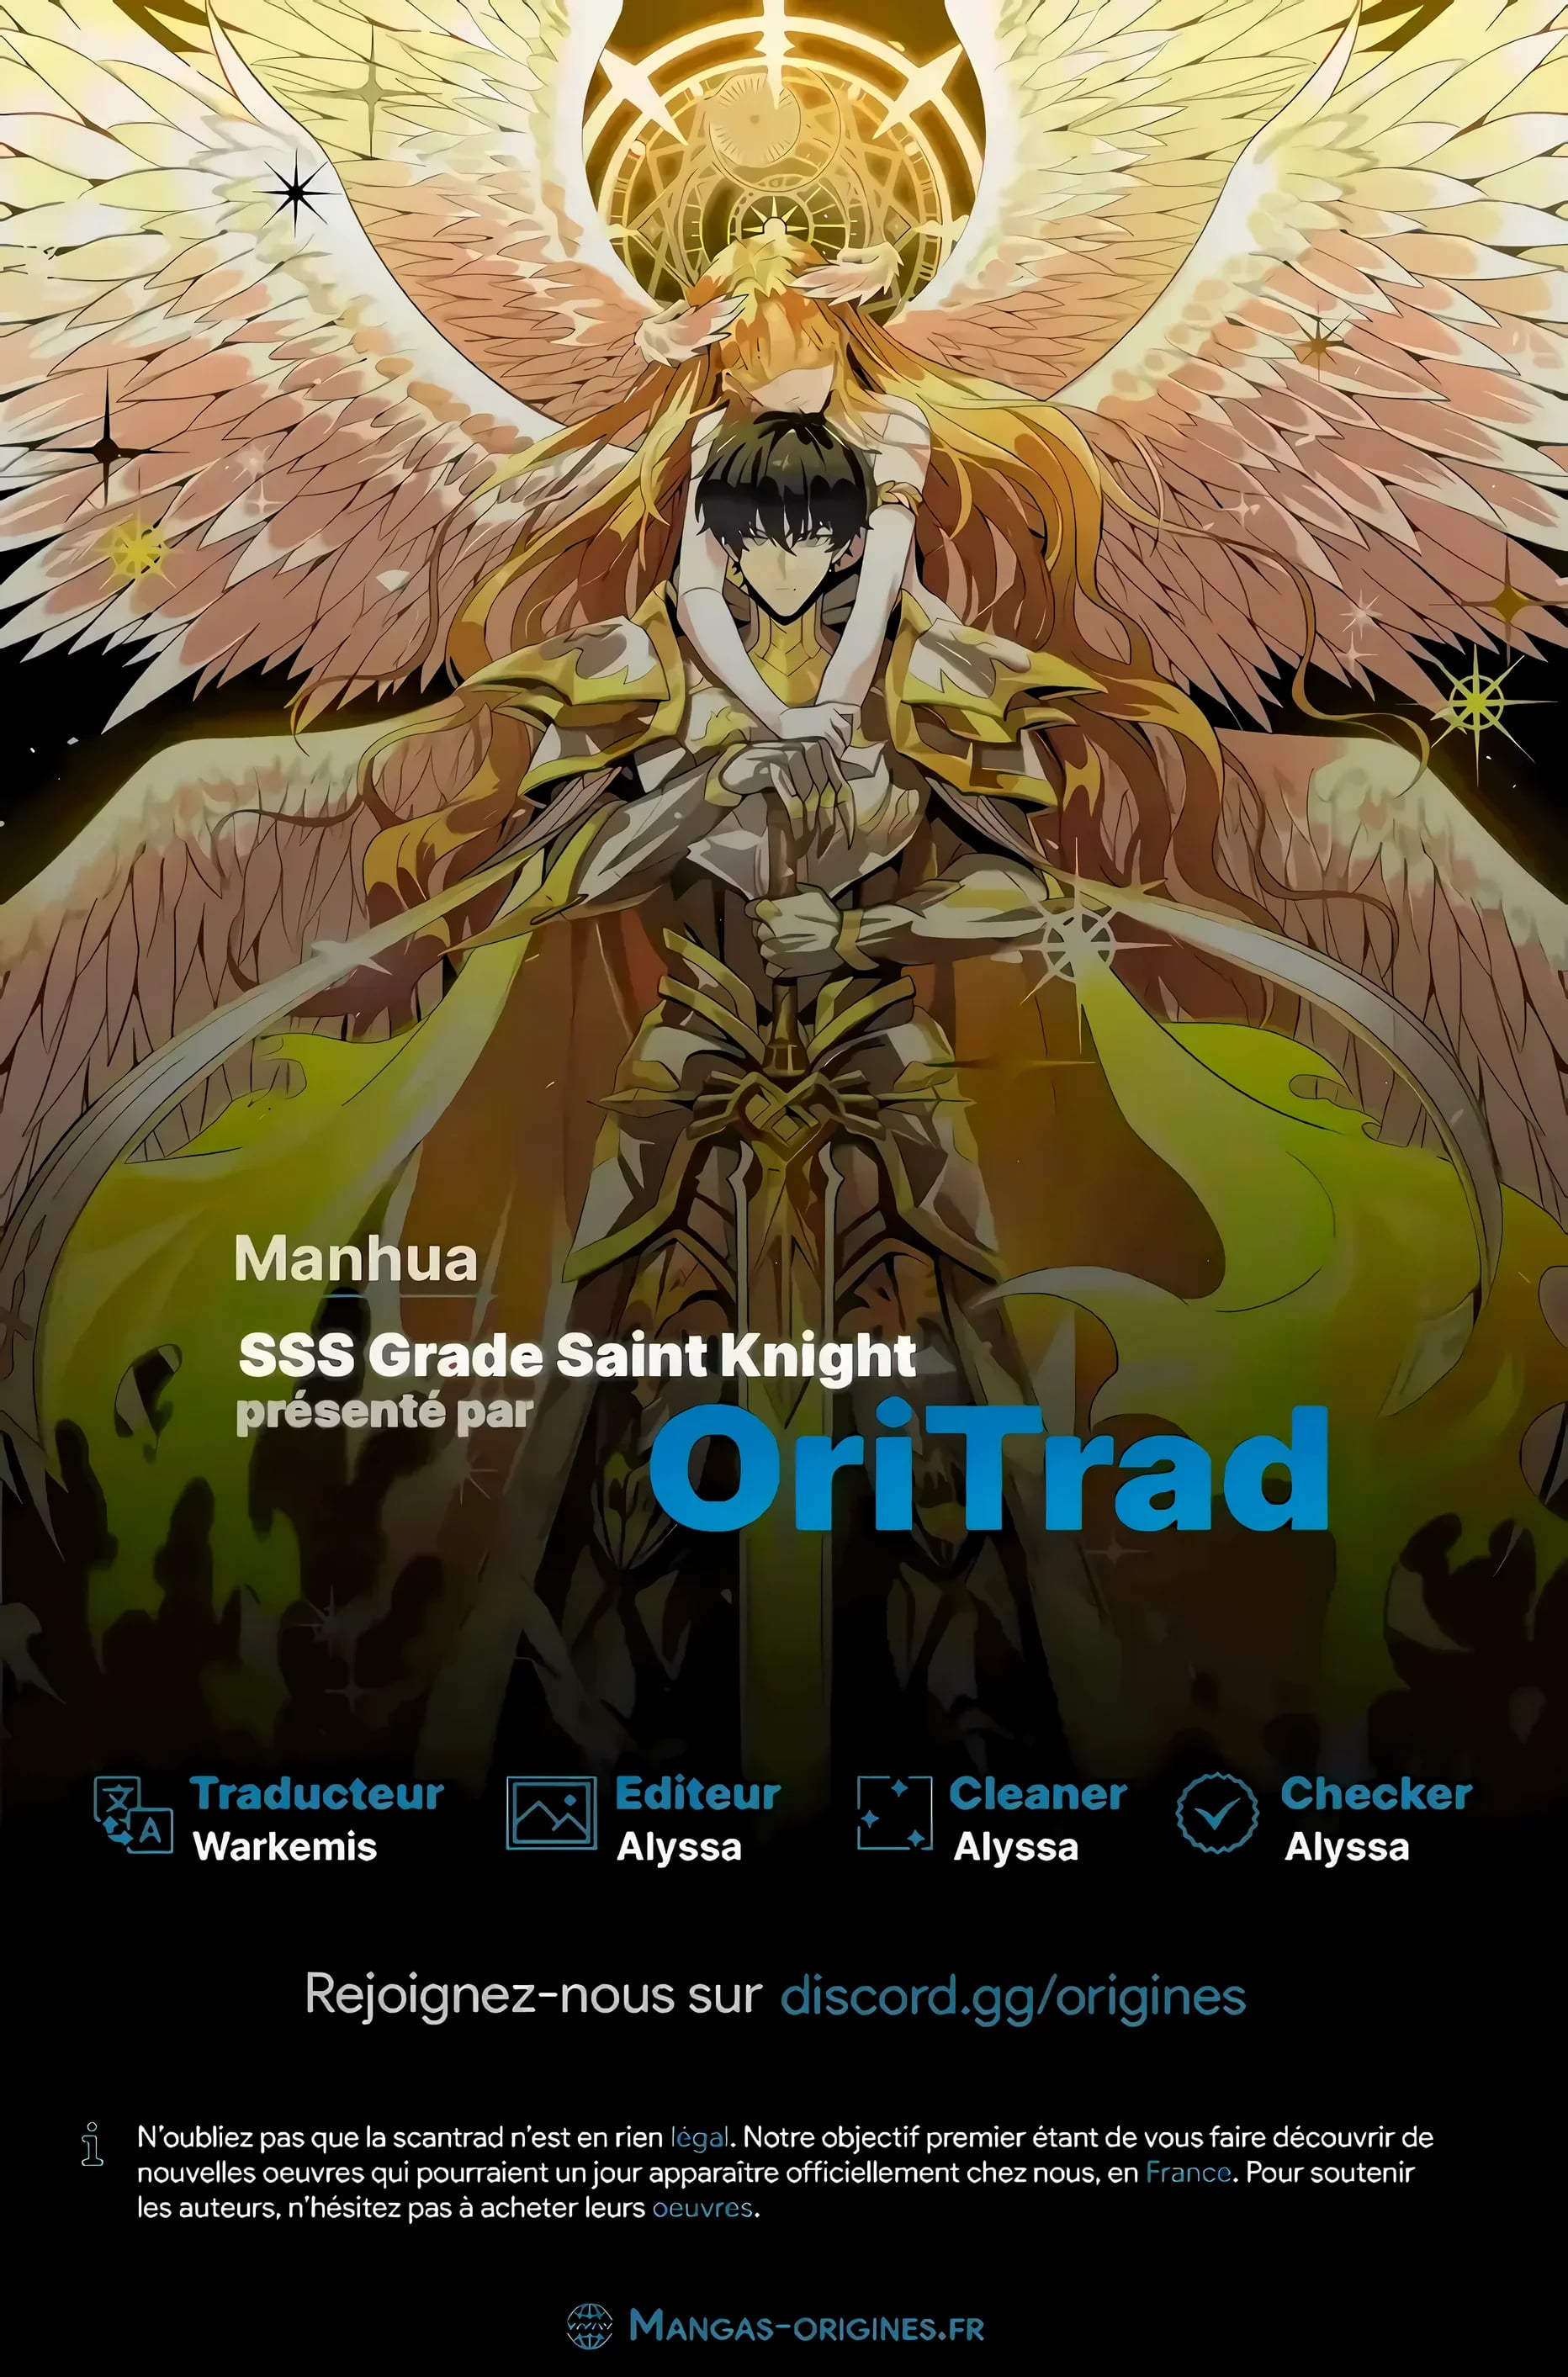 Manhua
SSS Grade Saint Knight
présenté par
OriTrad
Traducteur
Warkemis
Editeur
Alyssa
Cleaner
Alyssa
Checker
Alyssa
Rejoignez-nous sur discord.gg/origines
N'oubliez pas que la scantrad n'est en rien légal. Notre objectif premier étant de vous faire découvrir de
nouvelles oeuvres qui pourraient un jour apparaître officiellement chez nous, en France. Pour soutenir
les auteurs, n'hésitez pas à acheter leurs oeuvres.
MANGAS-ORIGINES.FR